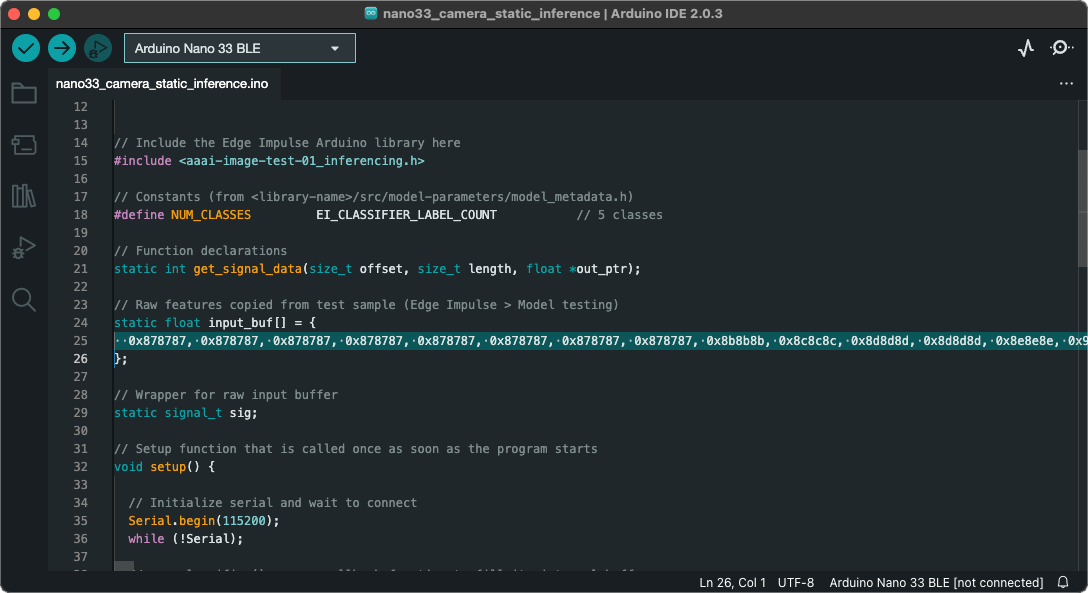 nano33_camera_static_inference | Arduino IDE 2.0.3
Arduino Nano 33 BLE
nano33_camera_static_inference.ino
12
13
14 // Include the Edge Impulse Arduino library here
15 #include <aaai-image-test-01_inferencing.h>
16
17 // Constants (from <library-name>/src/model-parameters/model_metadata.h)
18 #define NUM_CLASSES EI_CLASSIFIER_LABEL_COUNT // 5 classes
19
20 // Function declarations
21 static int get_signal_data(size_t offset, size_t length, float *out_ptr);
22
23 // Raw features copied from test sample (Edge Impulse > Model testing)
24 static float input_buf[] = {
25 ··0x878787,·0x878787,·0x878787,·0x878787,·0x878787,·0x878787,·0x878787,·0x878787,·0x8b8b8b,·0x8c8c8c,·0x8d8d8d,·0x8d8d8d,·0x8e8e8e,·0x9
26 };
27
28 // Wrapper for raw input buffer
29 static signal_t sig;
30
31 // Setup function that is called once as soon as the program starts
32 void setup() {
33
34 // Initialize serial and wait to connect
35 Serial.begin(115200);
36 while (!Serial);
37
Ln 26, Col 1 UTF-8 Arduino Nano 33 BLE [not connected]